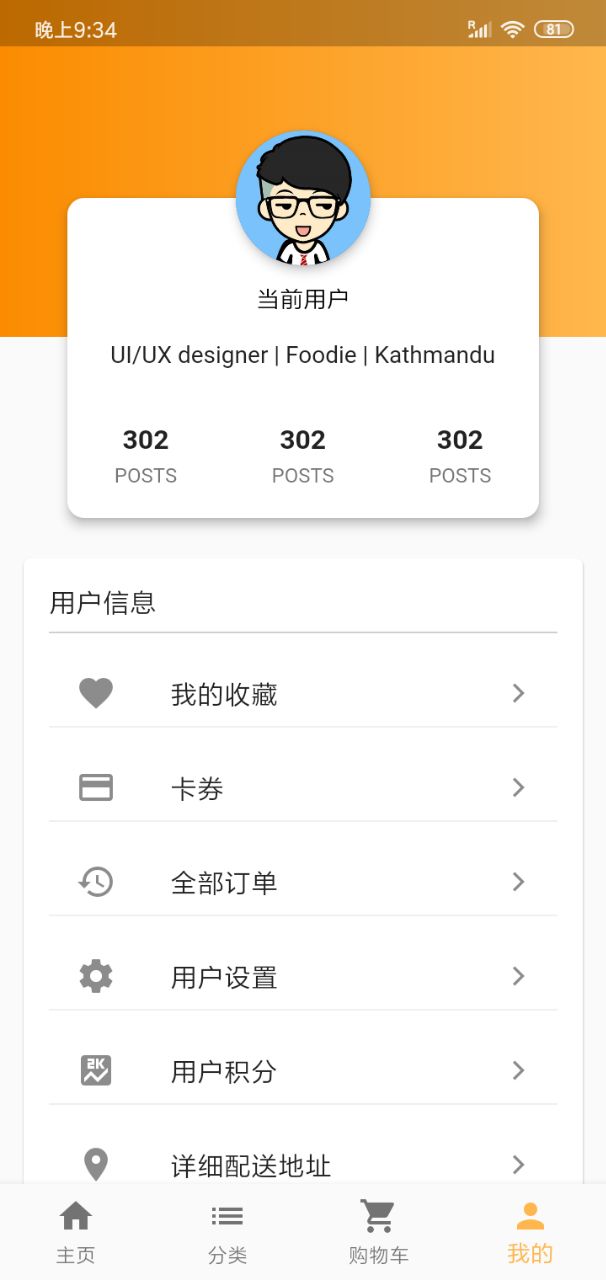 晚上9:34
R
81
当前用户
UI/UX designer | Foodie | Kathmandu
302 302 302
POSTS POSTS POSTS
用户信息
我的收藏
卡券
全部订单
用户设置
2K
用户积分
详细配送地址
主页 分类 购物车 我的